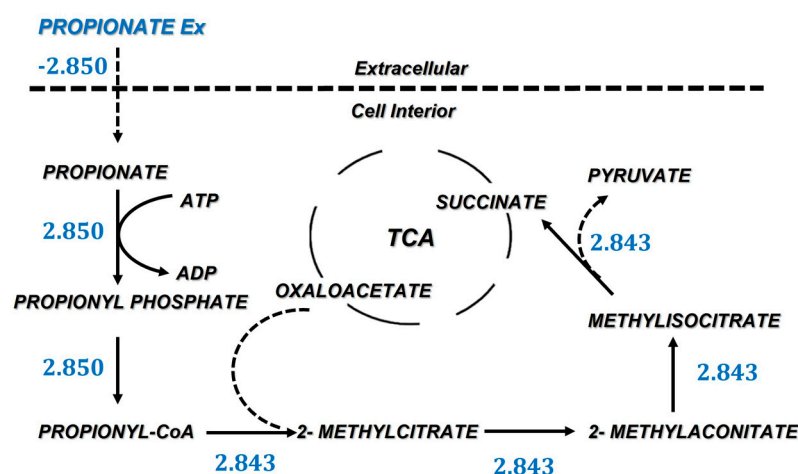 PROPIONATE Ex
-2.850
Extracellular
Cell Interior
PROPIONATE
ATP
2.850
ADP
PROPIONYL PHOSPHATE
2.850
PROPIONYL-CoA
2.843
2- METHYLCITRATE
2.843
2- METHYLACONITATE
2.843
METHYLISOCITRATE
2.843
PYRUVATE
SUCCINATE
TCA
OXALOACETATE